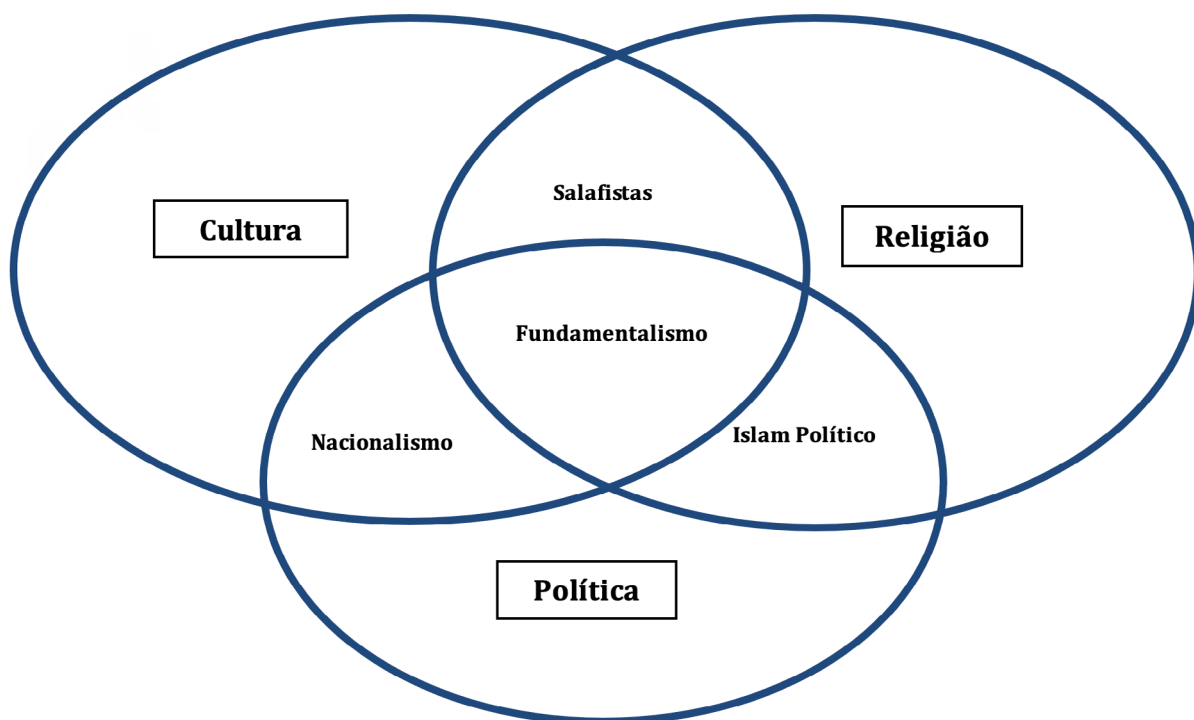 Salafistas
Cultura
Religião
Fundamentalismo
Nacionalismo
Islam Político
Política